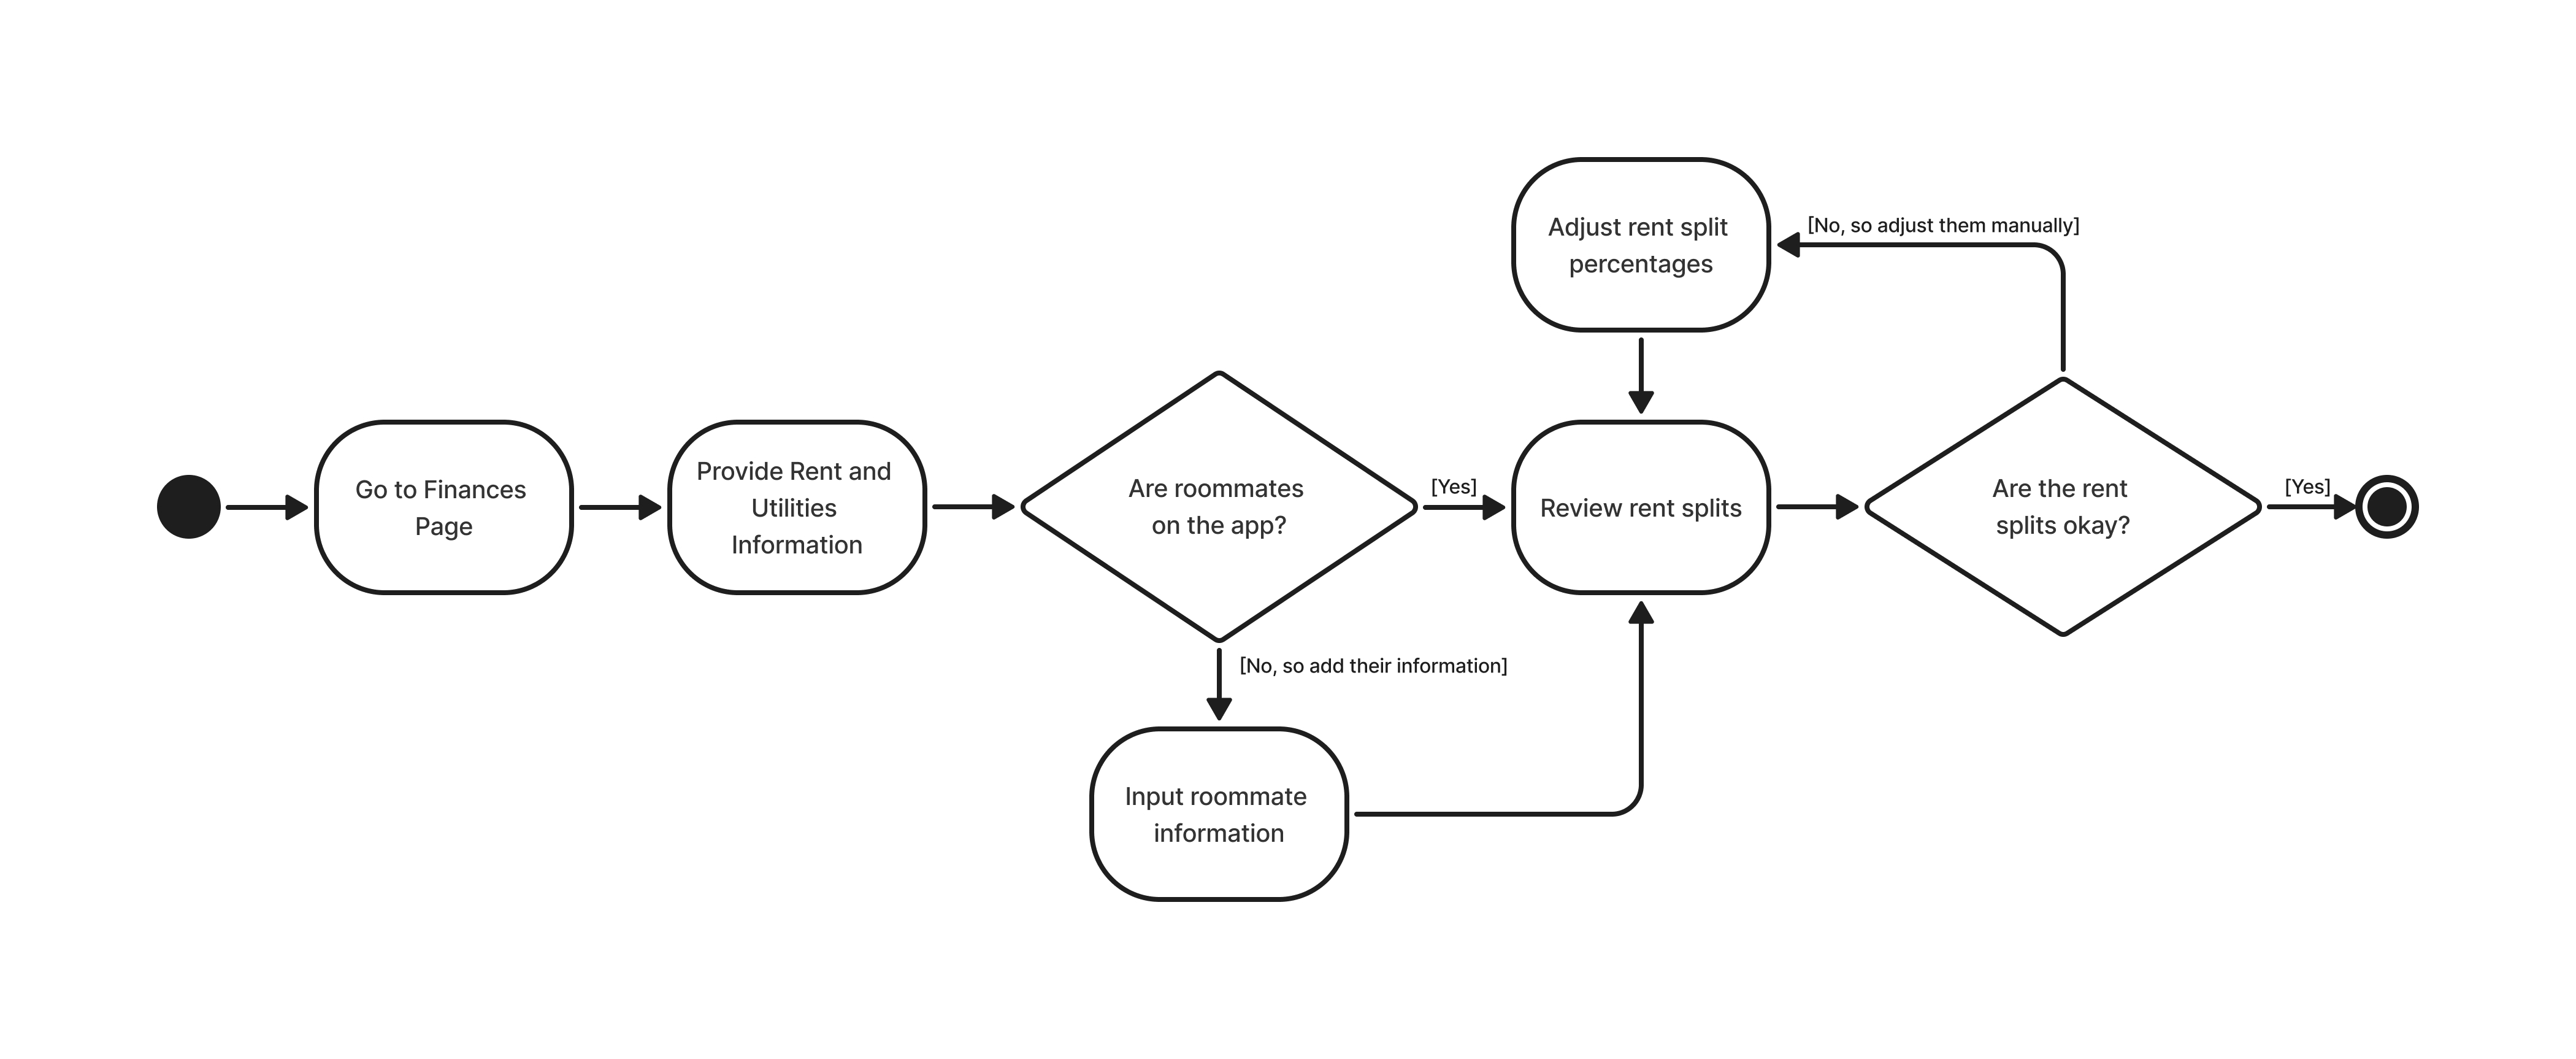 Adjust rent split
percentages
[No, so adjust them manually]
Go to Finances
Page
Provide Rent and
Utilities
Information
Are roommates
on the app?
[Yes]
Review rent splits
Are the rent
splits okay?
[Yes]
[No, so add their information]
Input roommate
information